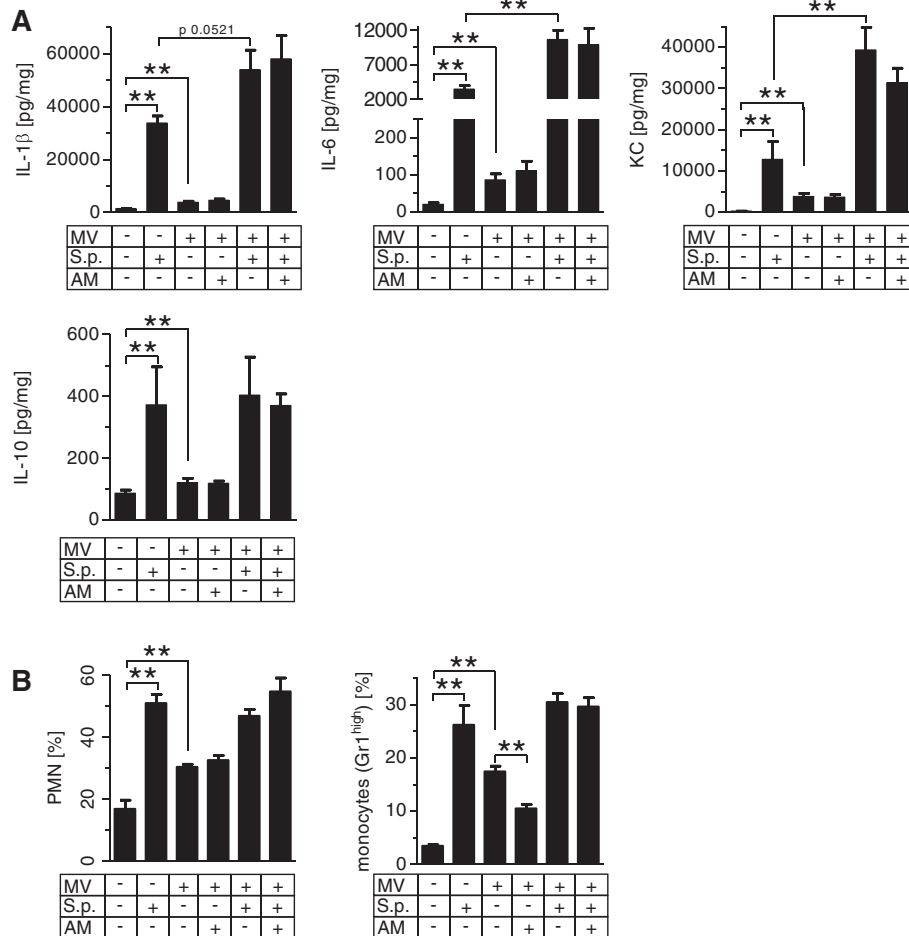 A
IL-1β [pg/mg]
60000
40000
20000
0
p 0.0521
**
**
MV - - + + + +
S.p. - + - - + +
AM - - - + - +
IL-6 [pg/mg]
12000
7000
2000
200
100
0
**
**
**
MV - - + + + +
S.p. - + - - + +
AM - - - + - +
KC [pg/mg]
40000
30000
20000
10000
0
**
**
**
MV - - + + + +
S.p. - + - - + +
AM - - - + - +
IL-10 [pg/mg]
600
400
200
0
**
**
MV - - + + + +
S.p. - + - - + +
AM - - - + - +
B
PMN [%]
60
40
20
0
**
**
MV - - + + + +
S.p. - + - - + +
AM - - - + - +
monocytes (Gr1high) [%]
30
20
10
0
**
**
**
MV - - + + + +
S.p. - + - - + +
AM - - - + - +